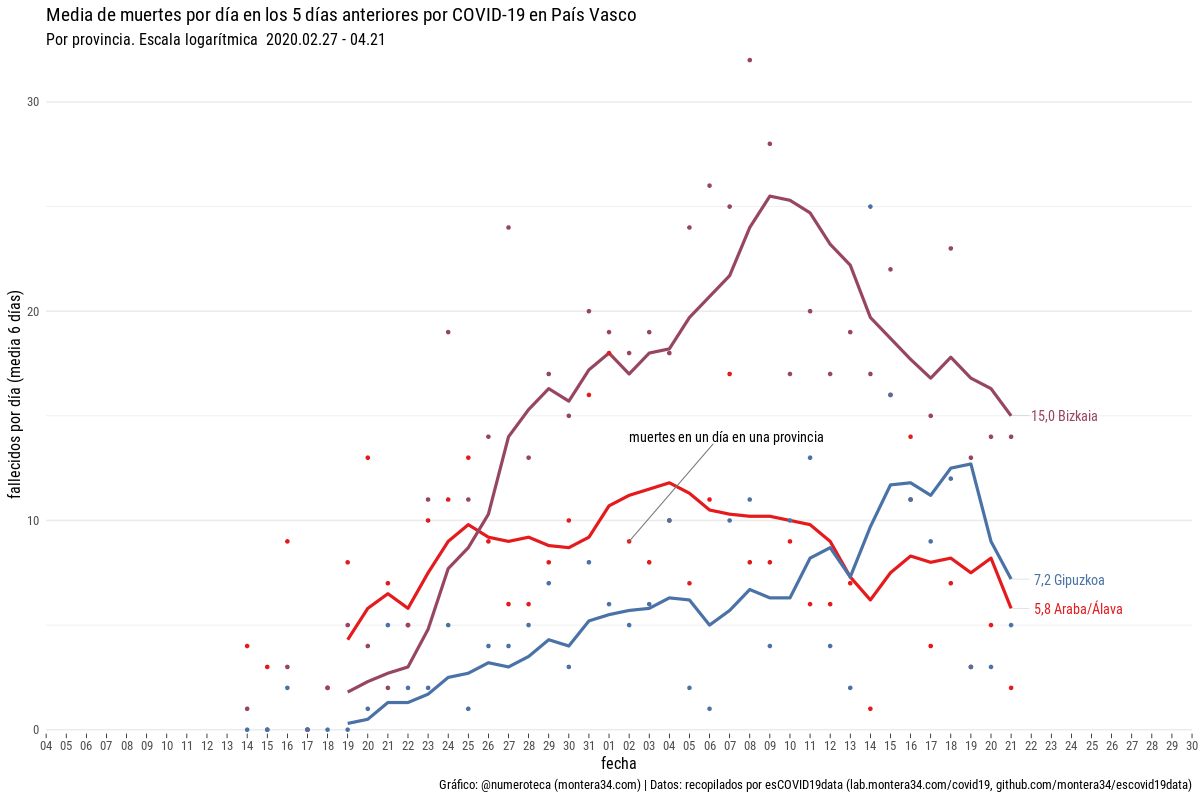 Media de muertes por día en los 5 días anteriores por COVID-19 en País Vasco
Por provincia. Escala logarítmica  2020.02.27 - 04.21
fallecidos por día (media 6 días)
30
20
10
0
muertes en un día en una provincia
15,0 Bizkaia
7,2 Gipuzkoa
5,8 Araba/Álava
04 05 06 07 08 09 10 11 12 13 14 15 16 17 18 19 20 21 22 23 24 25 26 27 28 29 30 31 01 02 03 04 05 06 07 08 09 10 11 12 13 14 15 16 17 18 19 20 21 22 23 24 25 26 27 28 29 30
fecha
Gráfico: @numeroteca (montera34.com) | Datos: recopilados por esCOVID19data (lab.montera34.com/covid19, github.com/montera34/escovid19data)